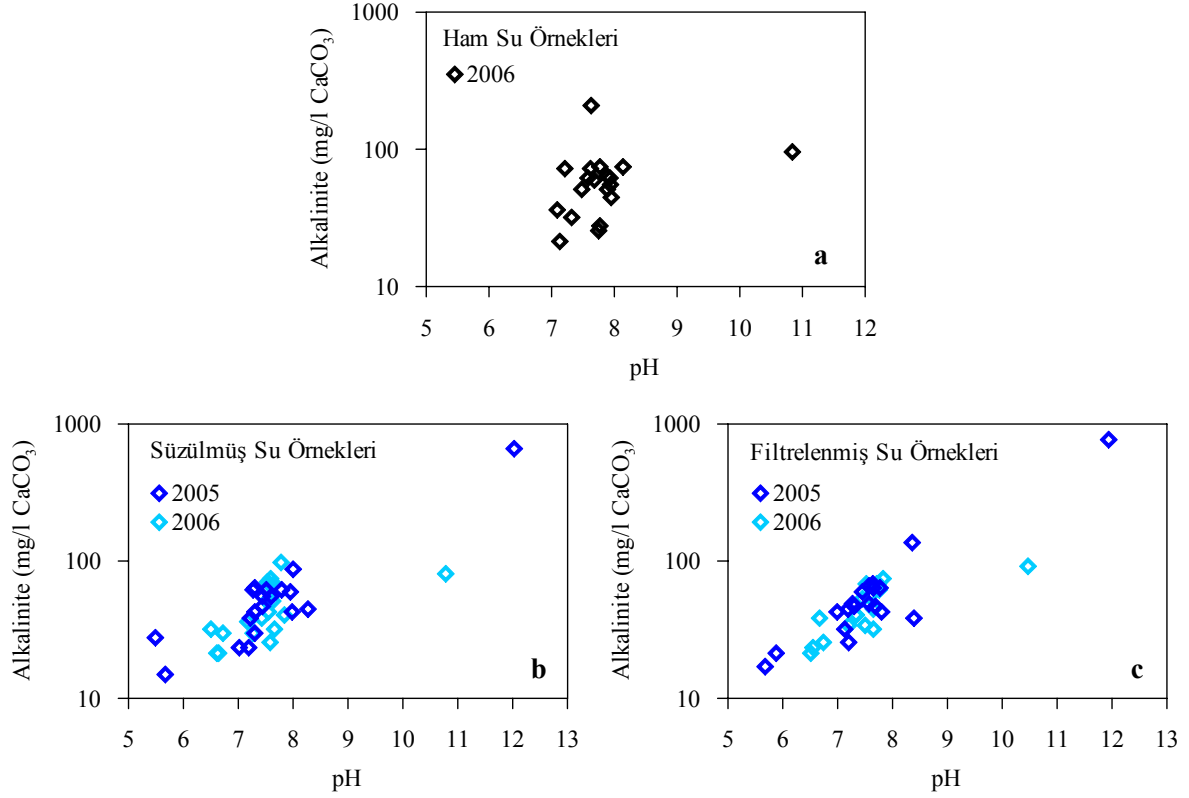 1000
Ham Su Örnekleri
2006
100
10
Alkalinite (mg/l CaCO3)
a
5 6 7 8 9 10 11 12
pH
1000
Süzülmüş Su Örnekleri
2005
2006
100
10
Alkalinite (mg/l CaCO3)
b
5 6 7 8 9 10 11 12 13
pH
1000
Filtrelenmiş Su Örnekleri
2005
2006
100
10
Alkalinite (mg/l CaCO3)
c
5 6 7 8 9 10 11 12 13
pH